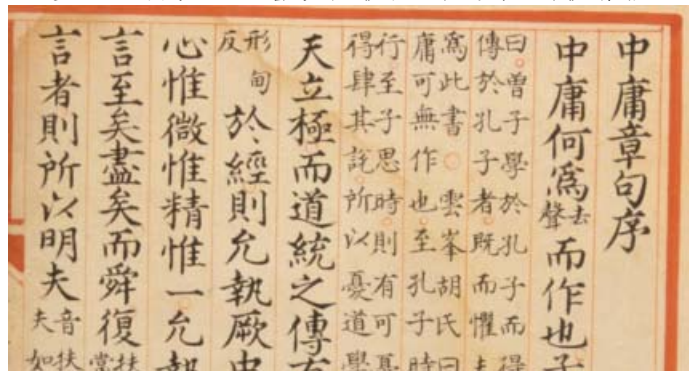 中庸章句序
中庸何爲去聲而作也子
曰○曾子學於孔子而得
傳於孔子者○既而懼夫
爲此書○雲峯胡氏曰
庸可無作也○至孔子時
行至子思時○則有可憂
得肆其說○所以憂道學
天立極而道統之傳有
形甸反於經則允執厥中
心惟微惟精惟一允執
言至矣盡矣而舜復扶
言者則所以明夫音扶夫如